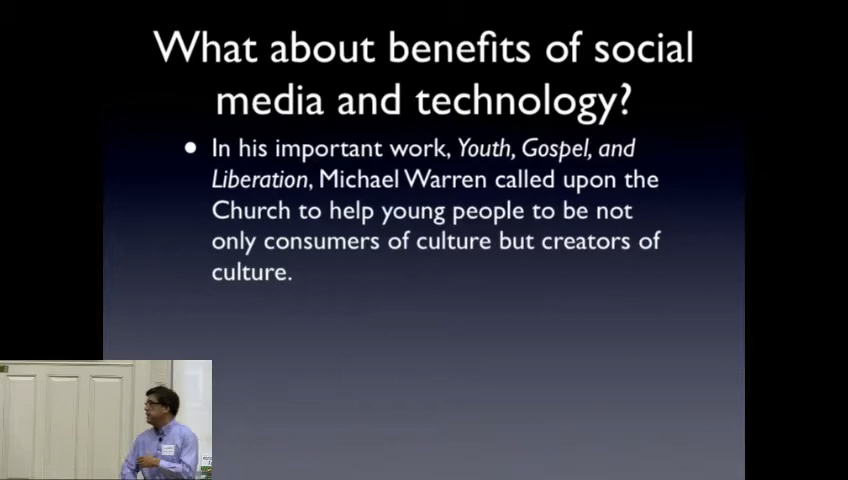 What about benefits of social
media and technology?
• In his important work, Youth, Gospel, and
Liberation, Michael Warren called upon the
Church to help young people to be not
only consumers of culture but creators of
culture.